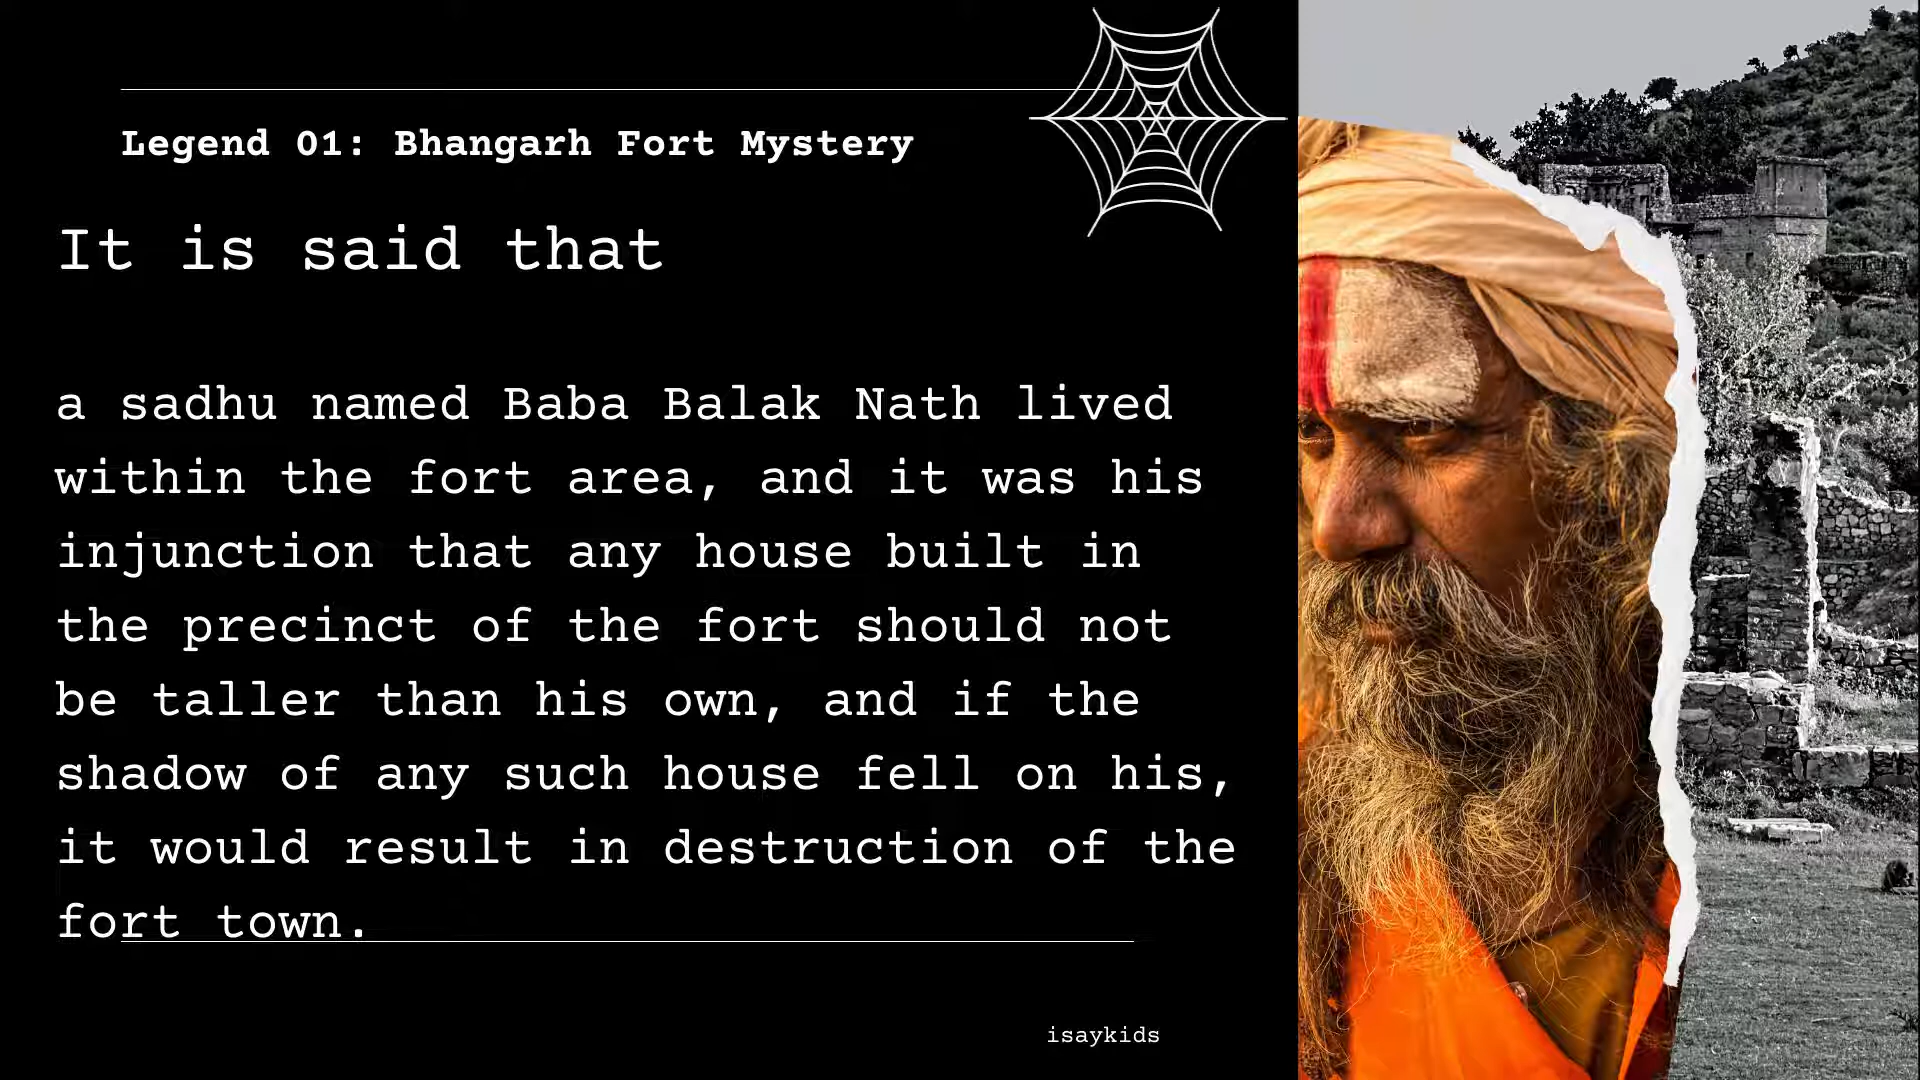 Legend 01: Bhangarh Fort Mystery
It is said that
a sadhu named Baba Balak Nath lived
within the fort area, and it was his
injunction that any house built in
the precinct of the fort should not
be taller than his own, and if the
shadow of any such house fell on his,
it would result in destruction of the
fort town.
isaykids